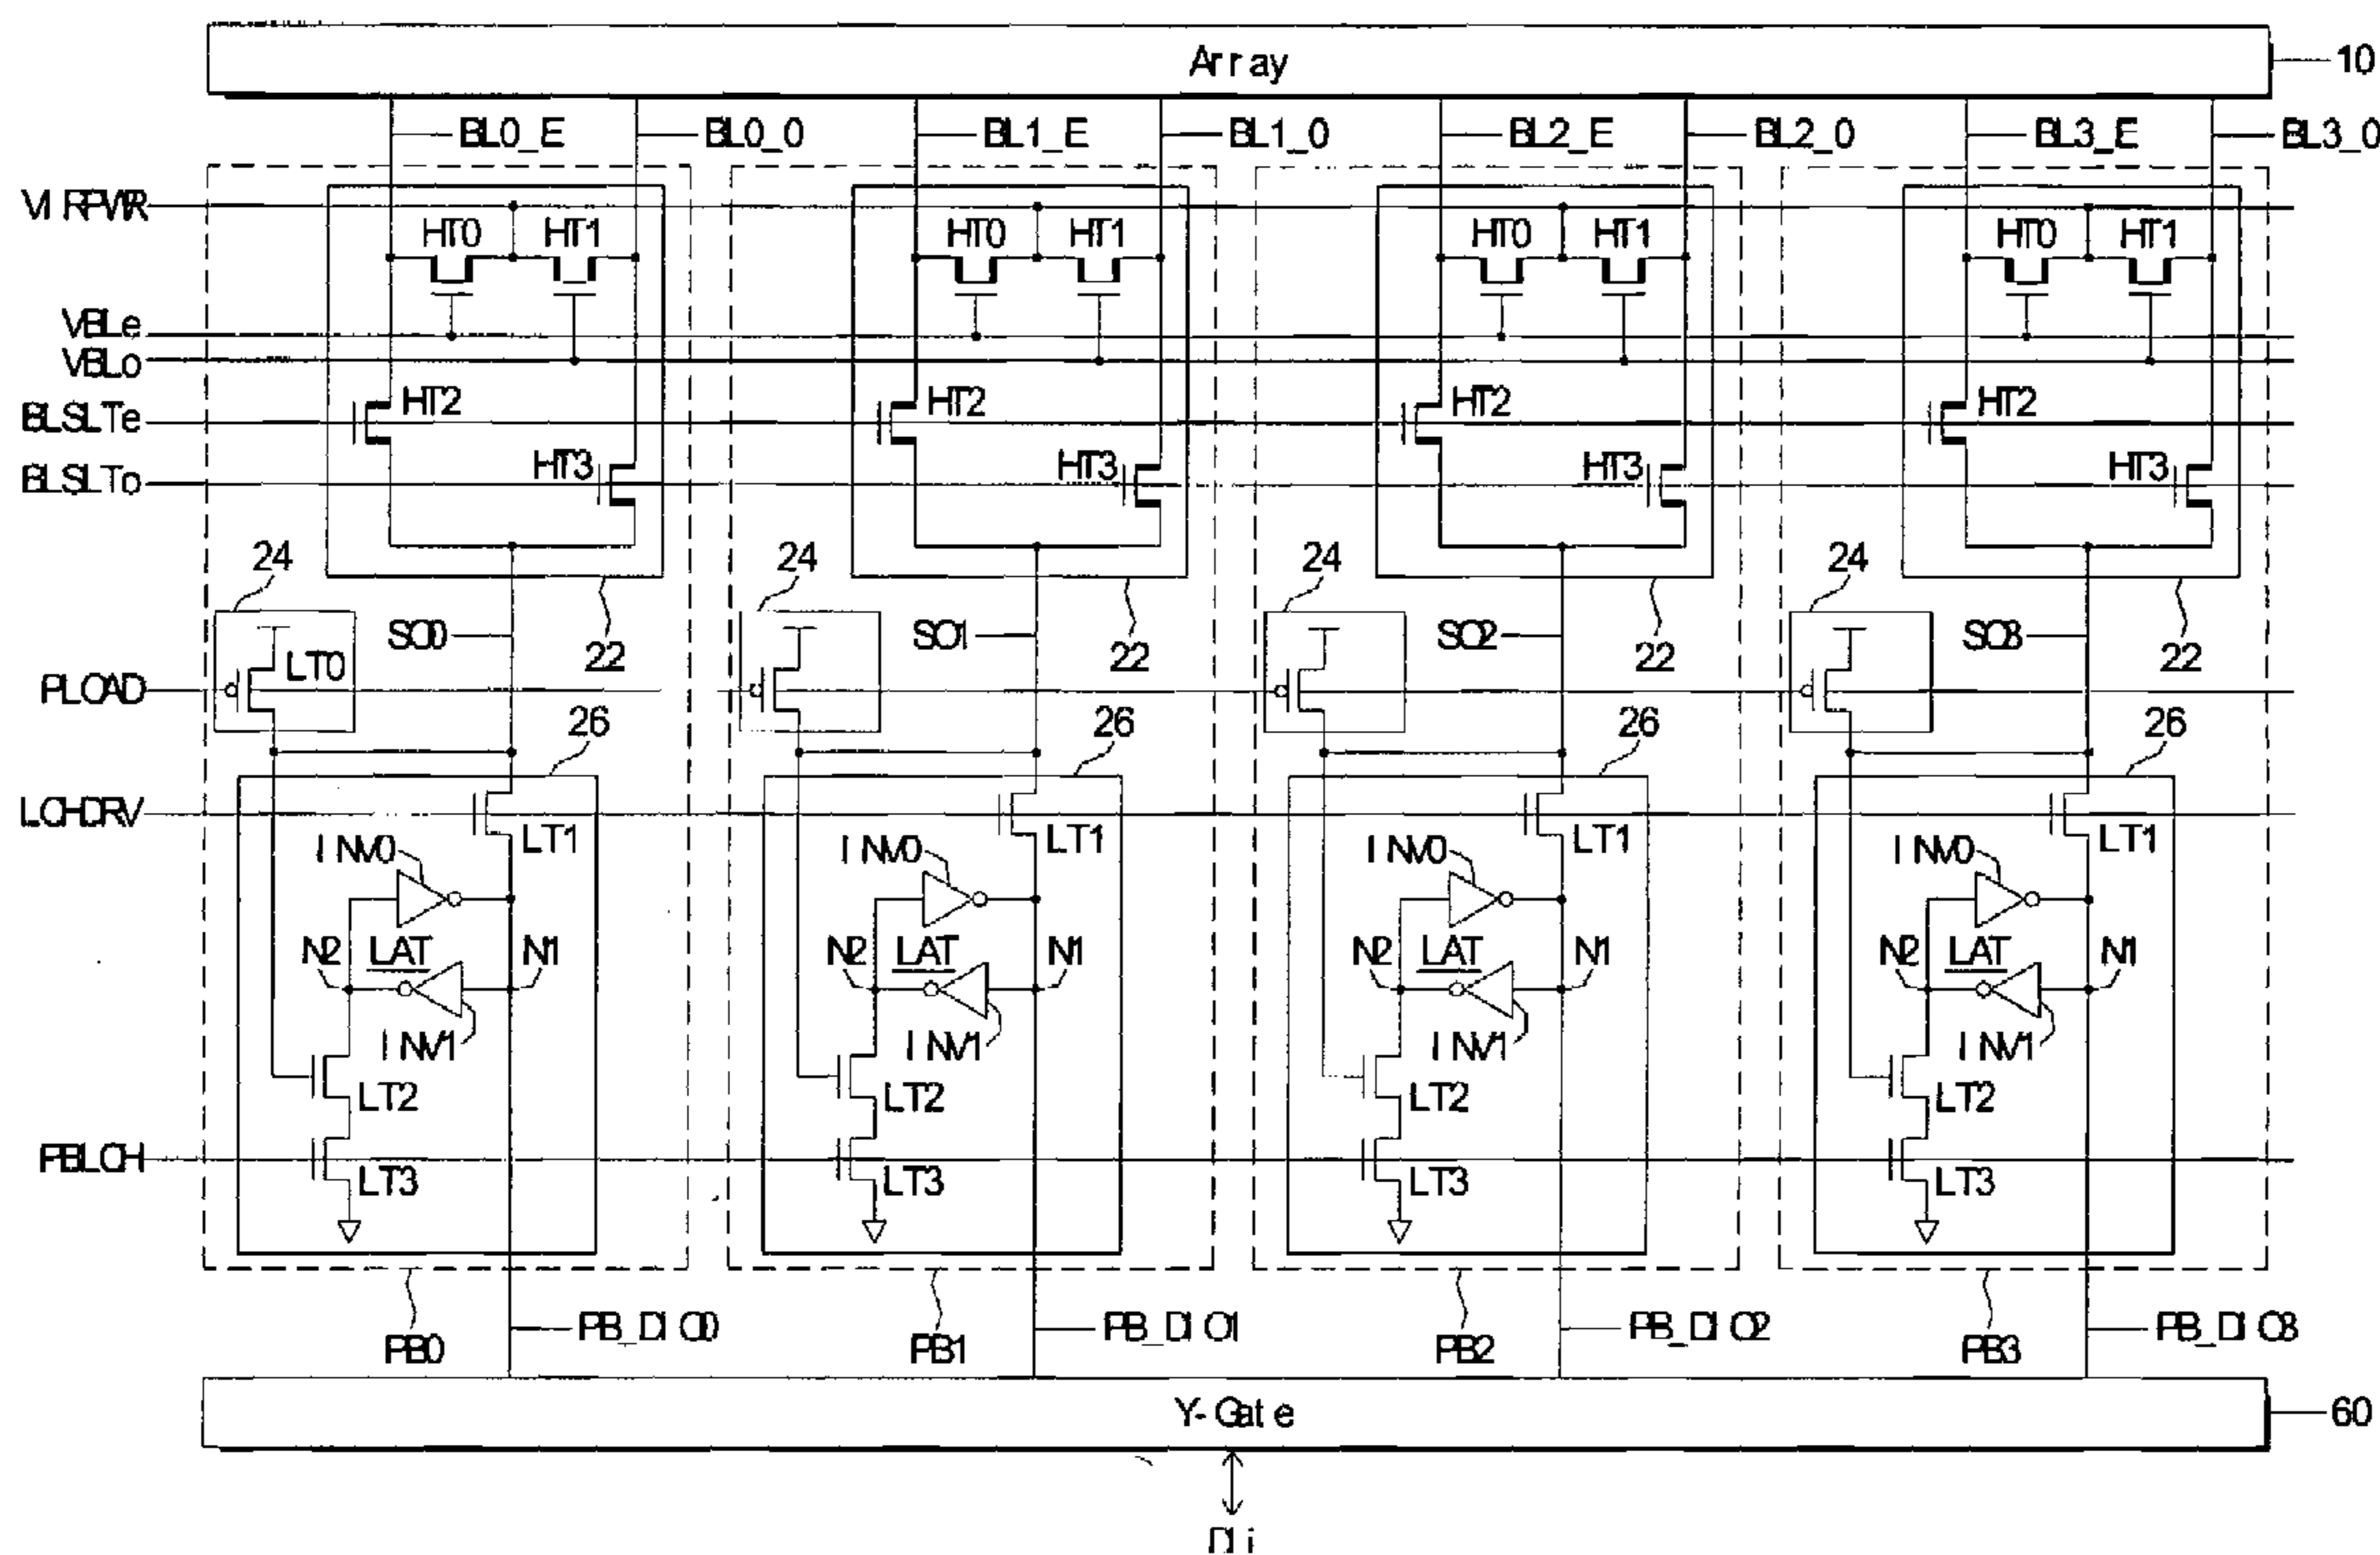 Array 10
BL0_E BL0_0 BL1_E BL1_0 BL2_E BL2_0 BL3_E BL3_0
VIRPWR
HT0 HT1 HT0 HT1 HT0 HT1 HT0 HT1
VBLe
VBLo
HT2 HT2 HT2 HT2
BLSLTe
HT3 HT3 HT3 HT3
BLSLTo
24 24 24 24
SO0 SO1 SO2 SO3
22 22 22 22
LT0
PLOAD
26 26 26 26
LCHDRV
LT1 LT1 LT1 LT1
INV0 INV0 INV0 INV0
N2 LAT N1 N2 LAT N1 N2 LAT N1 N2 LAT N1
INV1 INV1 INV1 INV1
LT2 LT2 LT2 LT2
PBLCH
LT3 LT3 LT3 LT3
PB_DIO0 PB_DIO1 PB_DIO2 PB_DIO3
PB0 PB1 PB2 PB3
Y-Gate 60